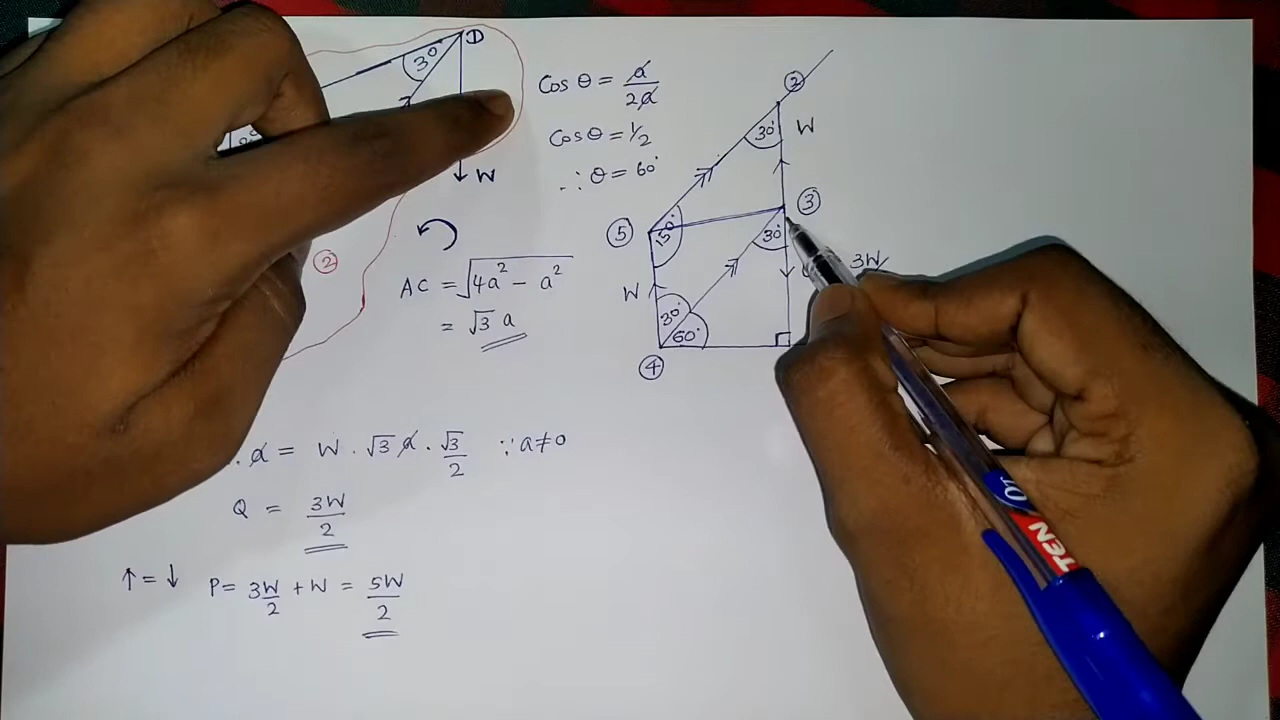 D
30°
W
②
Cos θ = a/2a
Cos θ = 1/2
∴ θ = 60°
AC = √4a² − a²
= √3 a
②
30°
W
③
⑤
150°
30°
W
30°
60°
④
3W
. a = W . √3 a . √3/2 ∵ a ≠ 0
Q = 3W/2
↑ = ↓ P = 3W/2 + W = 5W/2
TEN